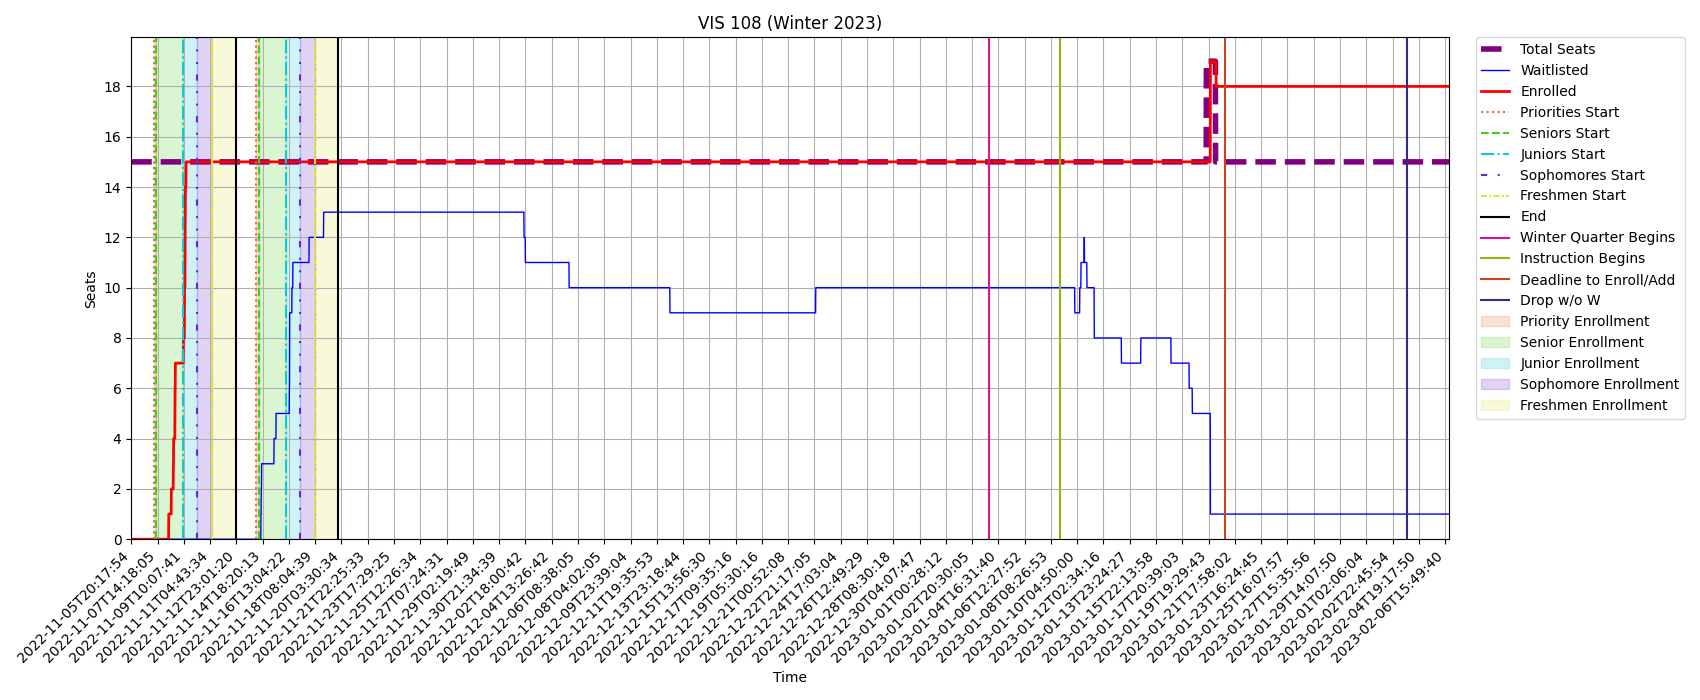 VIS 108 (Winter 2023)
Seats
18
16
14
12
10
8
6
4
2
0
2022-11-05T20:17:54
2022-11-07T14:18:05
2022-11-09T10:07:41
2022-11-11T04:43:34
2022-11-12T23:01:20
2022-11-14T18:20:13
2022-11-16T13:04:22
2022-11-18T08:04:39
2022-11-20T03:30:34
2022-11-21T22:25:33
2022-11-23T17:29:25
2022-11-25T12:26:34
2022-11-27T07:24:31
2022-11-29T02:19:49
2022-11-30T21:34:39
2022-12-02T18:00:42
2022-12-04T13:26:42
2022-12-06T08:38:05
2022-12-08T04:02:05
2022-12-09T23:39:04
2022-12-11T19:35:53
2022-12-13T23:18:44
2022-12-15T13:56:30
2022-12-17T09:35:16
2022-12-19T05:30:16
2022-12-21T00:52:08
2022-12-22T21:17:05
2022-12-24T17:03:04
2022-12-26T12:49:29
2022-12-28T08:30:18
2022-12-30T04:07:47
2023-01-01T00:28:12
2023-01-02T20:30:05
2023-01-04T16:31:40
2023-01-06T12:27:52
2023-01-08T08:26:53
2023-01-10T04:50:00
2023-01-12T02:34:16
2023-01-13T23:24:27
2023-01-15T22:13:58
2023-01-17T20:39:03
2023-01-19T19:29:43
2023-01-21T17:58:02
2023-01-23T16:24:45
2023-01-25T16:07:57
2023-01-27T15:35:56
2023-01-29T14:07:50
2023-02-01T02:06:04
2023-02-02T22:45:54
2023-02-04T19:17:50
2023-02-06T15:49:40
Time
Total Seats
Waitlisted
Enrolled
Priorities Start
Seniors Start
Juniors Start
Sophomores Start
Freshmen Start
End
Winter Quarter Begins
Instruction Begins
Deadline to Enroll/Add
Drop w/o W
Priority Enrollment
Senior Enrollment
Junior Enrollment
Sophomore Enrollment
Freshmen Enrollment